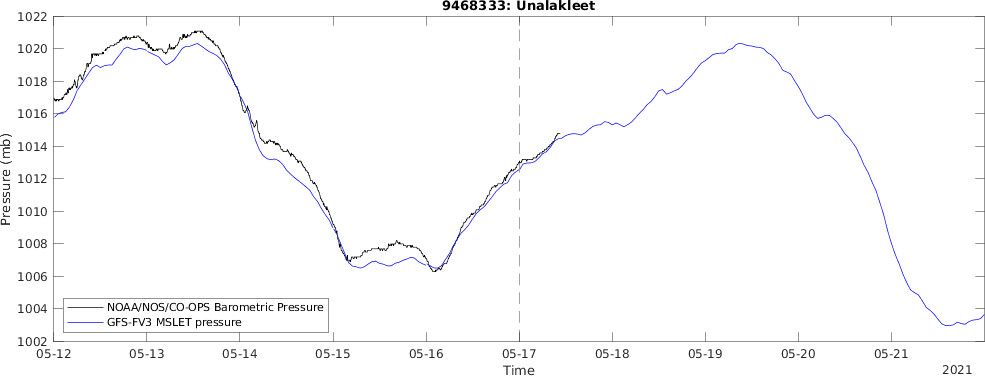 9468333: Unalakleet
1022
1020
1018
1016
1014
1012
1010
1008
1006
1004
1002
Pressure (mb)
NOAA/NOS/CO-OPS Barometric Pressure
GFS-FV3 MSLET pressure
05-12 05-13 05-14 05-15 05-16 05-17 05-18 05-19 05-20 05-21
Time
2021